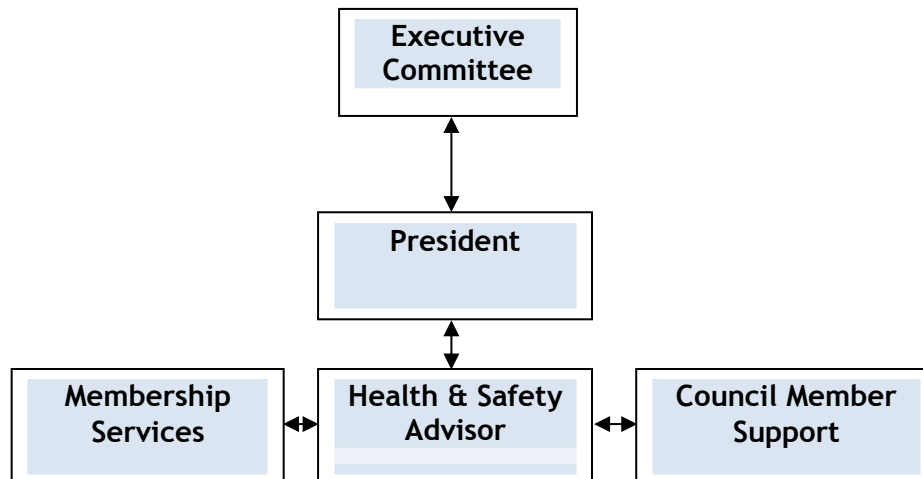 Executive
Committee
President
Membership
Services
Health & Safety
Advisor
Council Member
Support